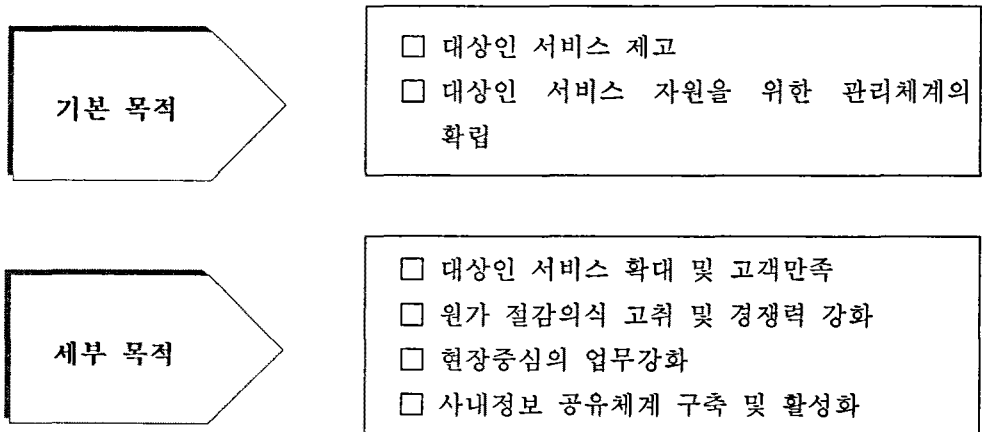 기본 목적
□ 대상인 서비스 제고
□ 대상인 서비스 자원을 위한 관리체계의
확립
세부 목적
□ 대상인 서비스 확대 및 고객만족
□ 원가 절감의식 고취 및 경쟁력 강화
□ 현장중심의 업무강화
□ 사내정보 공유체계 구축 및 활성화